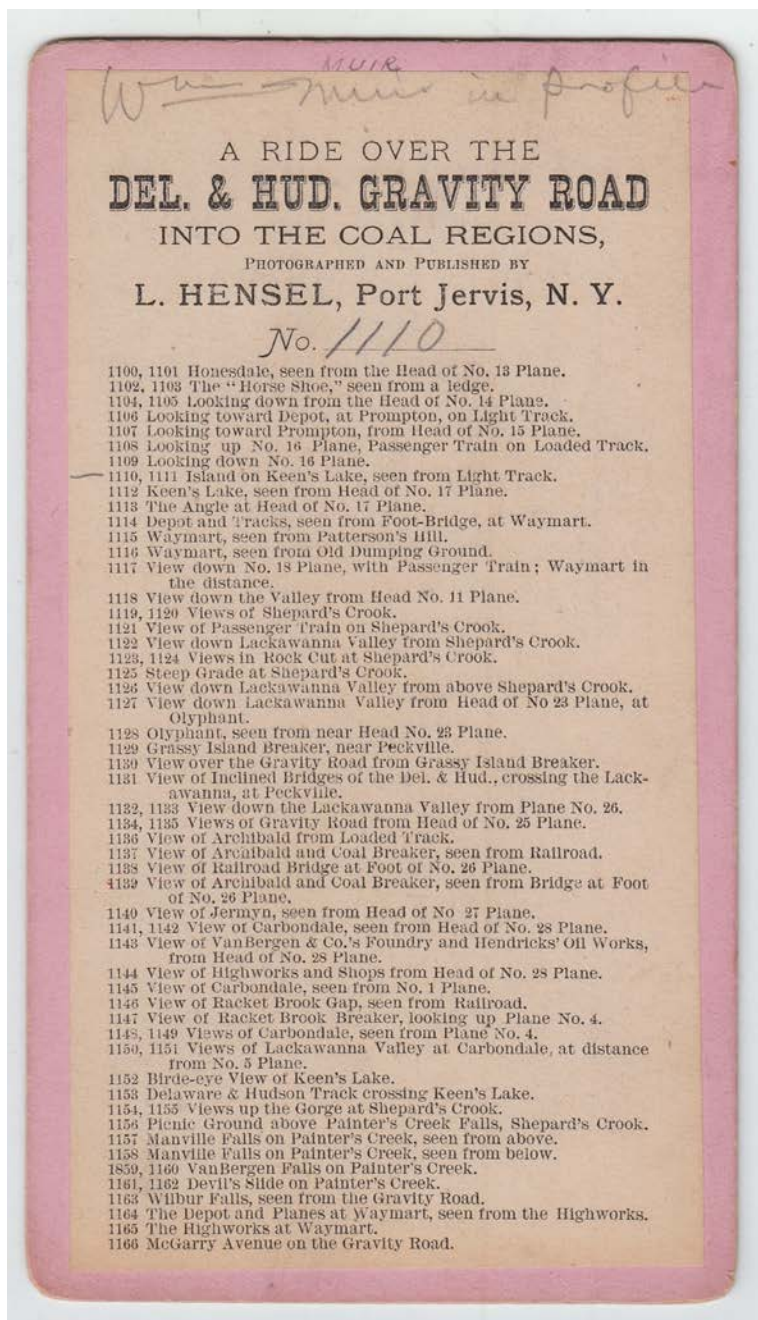 MUIR
Wm Muir in profile
A RIDE OVER THE
DEL. & HUD. GRAVITY ROAD
INTO THE COAL REGIONS,
PHOTOGRAPHED AND PUBLISHED BY
L. HENSEL, Port Jervis, N. Y.
No. 1110
1100, 1101 Honesdale, seen from the Head of No. 13 Plane.
1102, 1103 The "Horse Shoe," seen from a ledge.
1104, 1105 Looking down from the Head of No. 14 Plane.
1106 Looking toward Depot, at Prompton, on Light Track.
1107 Looking toward Prompton, from Head of No. 15 Plane.
1108 Looking up No. 16 Plane, Passenger Train on Loaded Track.
1109 Looking down No. 16 Plane.
1110, 1111 Island on Keen's Lake, seen from Light Track.
1112 Keen's Lake, seen from Head of No. 17 Plane.
1113 The Angle at Head of No. 17 Plane.
1114 Depot and Tracks, seen from Foot-Bridge, at Waymart.
1115 Waymart, seen from Patterson's Hill.
1116 Waymart, seen from Old Dumping Ground.
1117 View down No. 18 Plane, with Passenger Train; Waymart in
the distance.
1118 View down the Valley from Head No. 11 Plane.
1119, 1120 Views of Shepard's Crook.
1121 View of Passenger Train on Shepard's Crook.
1122 View down Lackawanna Valley from Shepard's Crook.
1123, 1124 Views in Rock Cut at Shepard's Crook.
1125 Steep Grade at Shepard's Crook.
1126 View down Lackawanna Valley from above Shepard's Crook.
1127 View down Lackawanna Valley from Head of No 23 Plane, at
Olyphant.
1128 Olyphant, seen from near Head No. 23 Plane.
1129 Grassy Island Breaker, near Peckville.
1130 View over the Gravity Road from Grassy Island Breaker.
1131 View of Inclined Bridges of the Del. & Hud., crossing the Lack-
awanna, at Peckville.
1132, 1133 View down the Lackawanna Valley from Plane No. 26.
1134, 1135 Views of Gravity Road from Head of No. 25 Plane.
1136 View of Archibald from Loaded Track.
1137 View of Archibald and Coal Breaker, seen from Railroad.
1138 View of Railroad Bridge at Foot of No. 26 Plane.
1139 View of Archibald and Coal Breaker, seen from Bridge at Foot
of No. 26 Plane.
1140 View of Jermyn, seen from Head of No 27 Plane.
1141, 1142 View of Carbondale, seen from Head of No. 28 Plane.
1143 View of VanBergen & Co.'s Foundry and Hendricks' Oil Works,
from Head of No. 28 Plane.
1144 View of Highworks and Shops from Head of No. 28 Plane.
1145 View of Carbondale, seen from No. 1 Plane.
1146 View of Racket Brook Gap, seen from Railroad.
1147 View of Racket Brook Breaker, looking up Plane No. 4.
1148, 1149 Views of Carbondale, seen from Plane No. 4.
1150, 1151 Views of Lackawanna Valley at Carbondale, at distance
from No. 5 Plane.
1152 Birde-eye View of Keen's Lake.
1153 Delaware & Hudson Track crossing Keen's Lake.
1154, 1155 Views up the Gorge at Shepard's Crook.
1156 Picnic Ground above Painter's Creek Falls, Shepard's Crook.
1157 Manville Falls on Painter's Creek, seen from above.
1158 Manville Falls on Painter's Creek, seen from below.
1859, 1160 VanBergen Falls on Painter's Creek.
1161, 1162 Devil's Slide on Painter's Creek.
1163 Wilbur Falls, seen from the Gravity Road.
1164 The Depot and Planes at Waymart, seen from the Highworks.
1165 The Highworks at Waymart.
1166 McGarry Avenue on the Gravity Road.